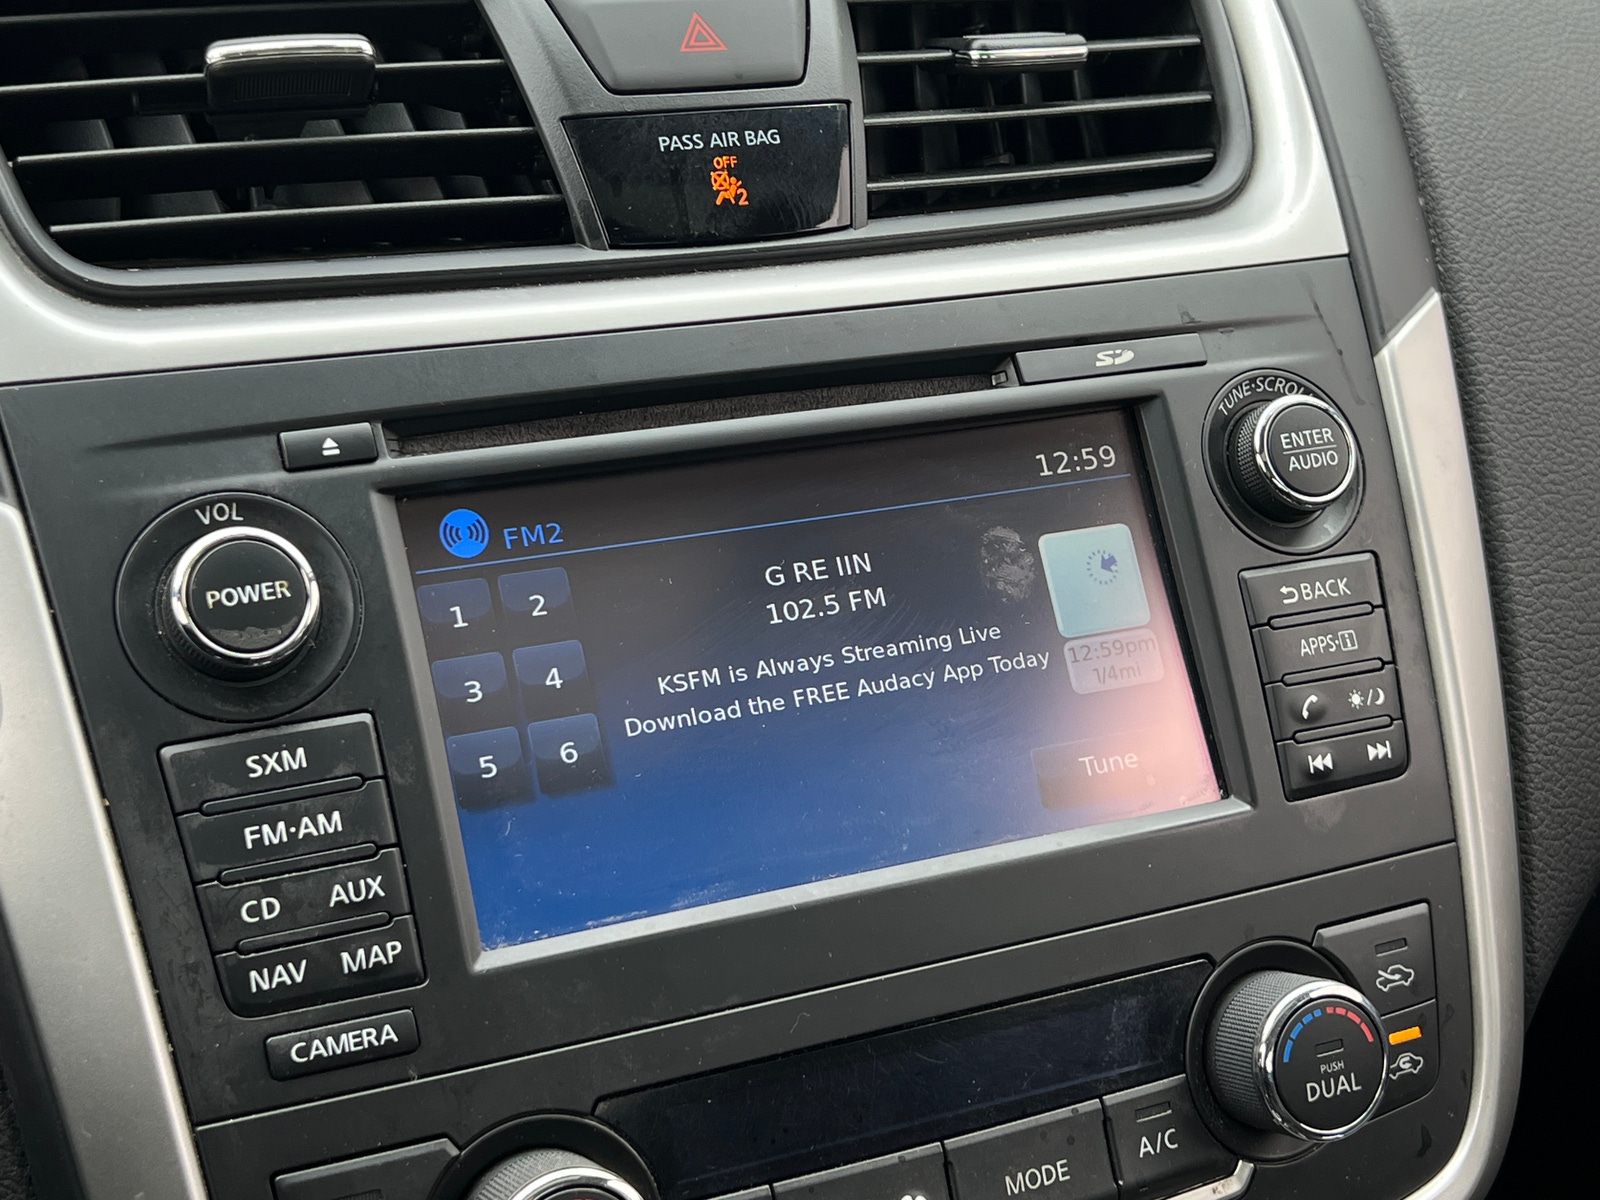 PASS AIR BAG
OFF
2
SD
TUNE·SCROLL
ENTER
AUDIO
VOL
POWER
12:59
FM2
1 2
3 4
5 6
G RE IIN
102.5 FM
KSFM is Always Streaming Live
Download the FREE Audacy App Today
12:59pm
1/4mi
Tune
BACK
APPS·i
SXM
FM·AM
CD AUX
NAV MAP
CAMERA
PUSH
DUAL
A/C
MODE